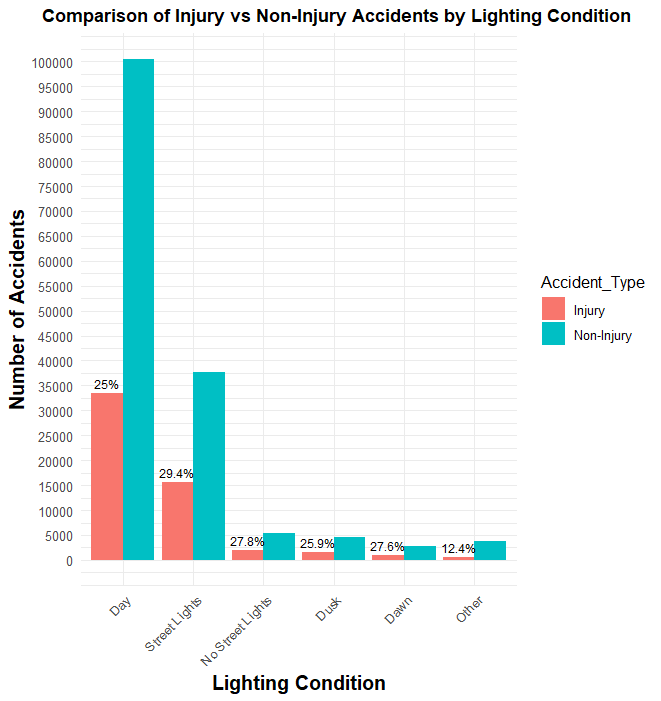 Comparison of Injury vs Non-Injury Accidents by Lighting Condition
Number of Accidents
100000
95000
90000
85000
80000
75000
70000
65000
60000
55000
50000
45000
40000
35000
30000
25000
20000
15000
10000
5000
0
25%
29.4%
27.8%
25.9%
27.6%
12.4%
Day
Street Lights
No Street Lights
Dusk
Dawn
Other
Lighting Condition
Accident_Type
Injury
Non-Injury